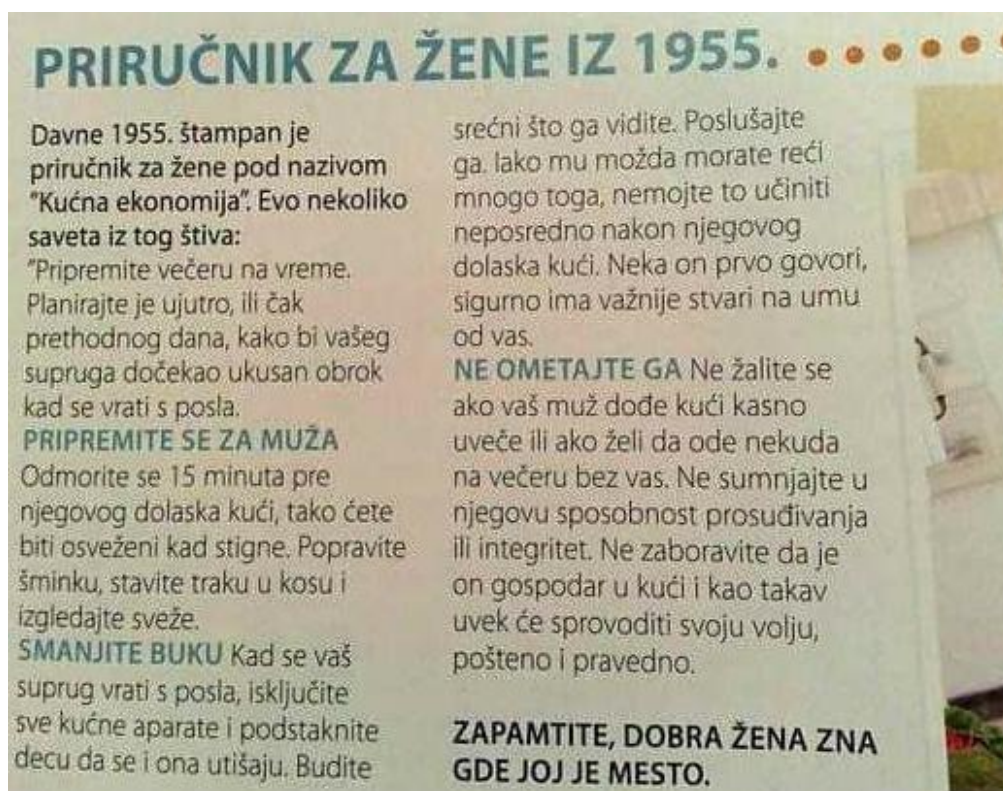 PRIRUČNIK ZA ŽENE IZ 1955.
Davne 1955. štampan je
priručnik za žene pod nazivom
"Kućna ekonomija". Evo nekoliko
saveta iz tog štiva:
"Pripremite večeru na vreme.
Planirajte je ujutro, ili čak
prethodnog dana, kako bi vašeg
supruga dočekao ukusan obrok
kad se vrati s posla.
PRIPREMITE SE ZA MUŽA
Odmorite se 15 minuta pre
njegovog dolaska kući, tako ćete
biti osveženi kad stigne. Popravite
šminku, stavite traku u kosu i
izgledajte sveže.
SMANJITE BUKU Kad se vaš
suprug vrati s posla, isključite
sve kućne aparate i podstaknite
decu da se i ona utišaju. Budite
srećni što ga vidite. Poslušajte
ga. Iako mu možda morate reći
mnogo toga, nemojte to učiniti
neposredno nakon njegovog
dolaska kući. Neka on prvo govori,
sigurno ima važnije stvari na umu
od vas.
NE OMETAJTE GA Ne žalite se
ako vaš muž dođe kući kasno
uveče ili ako želi da ode nekuda
na večeru bez vas. Ne sumnjajte u
njegovu sposobnost prosuđivanja
ili integritet. Ne zaboravite da je
on gospodar u kući i kao takav
uvek će sprovoditi svoju volju,
pošteno i pravedno.
ZAPAMTITE, DOBRA ŽENA ZNA
GDE JOJ JE MESTO.